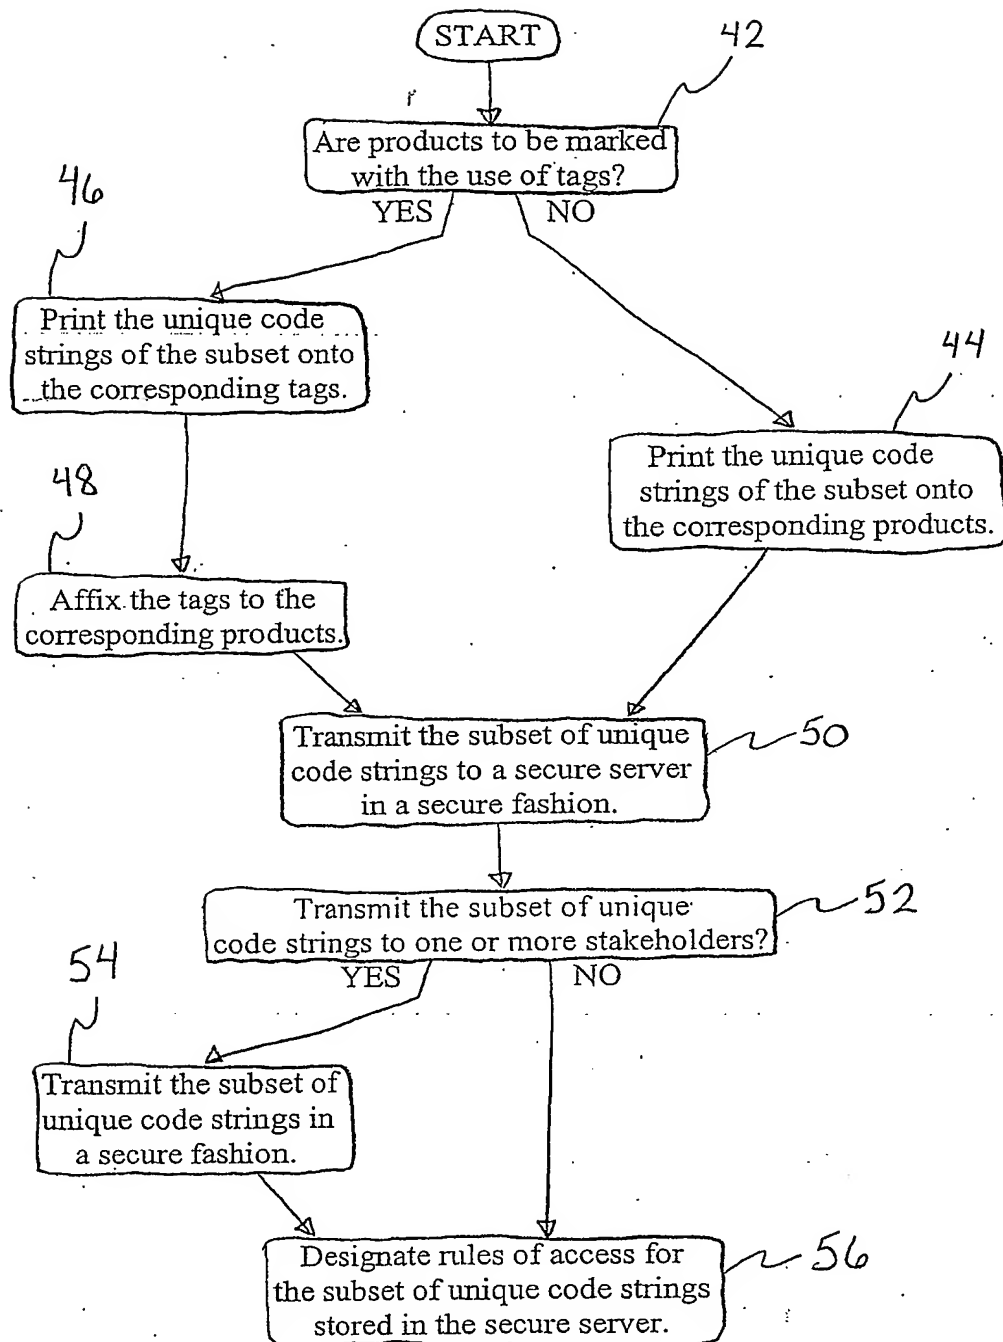 START
42
Are products to be marked
with the use of tags?
YES
NO
46
Print the unique code
strings of the subset onto
the corresponding tags.
44
Print the unique code
strings of the subset onto
the corresponding products.
48
Affix the tags to the
corresponding products.
Transmit the subset of unique
code strings to a secure server
in a secure fashion.
50
Transmit the subset of unique
code strings to one or more stakeholders?
52
YES
NO
54
Transmit the subset of
unique code strings in
a secure fashion.
Designate rules of access for
the subset of unique code strings
stored in the secure server.
56